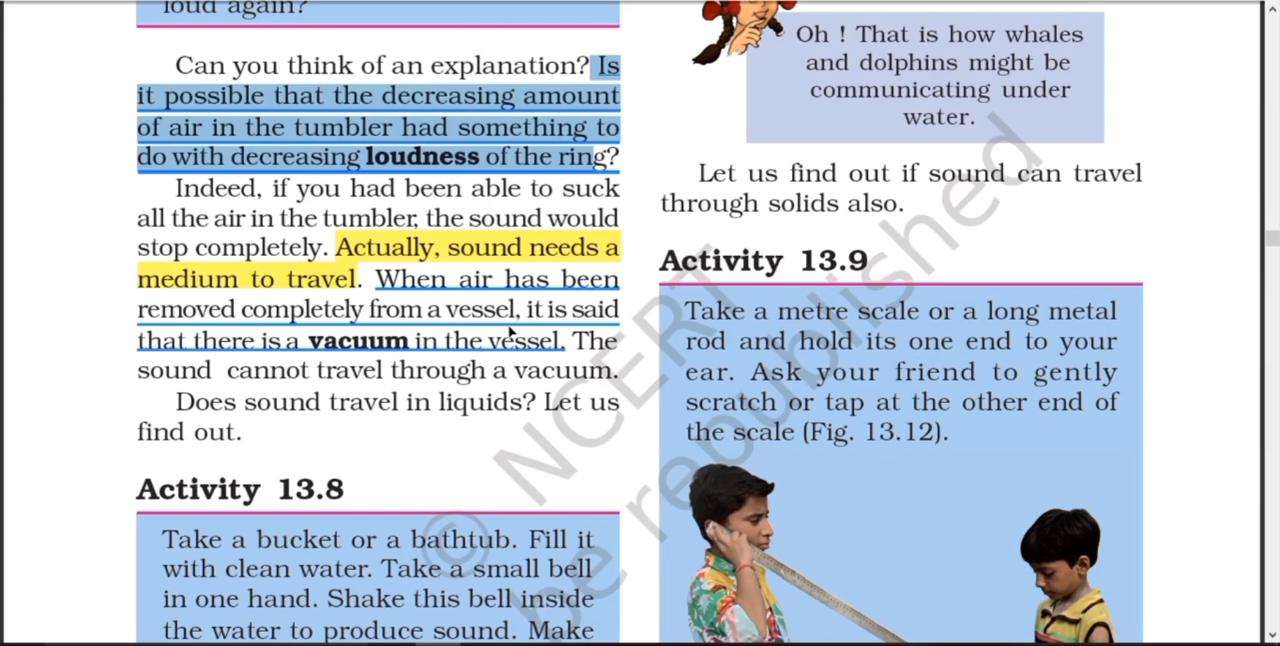 loud again?
Can you think of an explanation? Is
it possible that the decreasing amount
of air in the tumbler had something to
do with decreasing loudness of the ring?
Indeed, if you had been able to suck
all the air in the tumbler, the sound would
stop completely. Actually, sound needs a
medium to travel. When air has been
removed completely from a vessel, it is said
that there is a vacuum in the vessel. The
sound cannot travel through a vacuum.
Does sound travel in liquids? Let us
find out.
Activity 13.8
Take a bucket or a bathtub. Fill it
with clean water. Take a small bell
in one hand. Shake this bell inside
the water to produce sound. Make
Oh ! That is how whales
and dolphins might be
communicating under
water.
Let us find out if sound can travel
through solids also.
Activity 13.9
Take a metre scale or a long metal
rod and hold its one end to your
ear. Ask your friend to gently
scratch or tap at the other end of
the scale (Fig. 13.12).
© NCERT
be republished